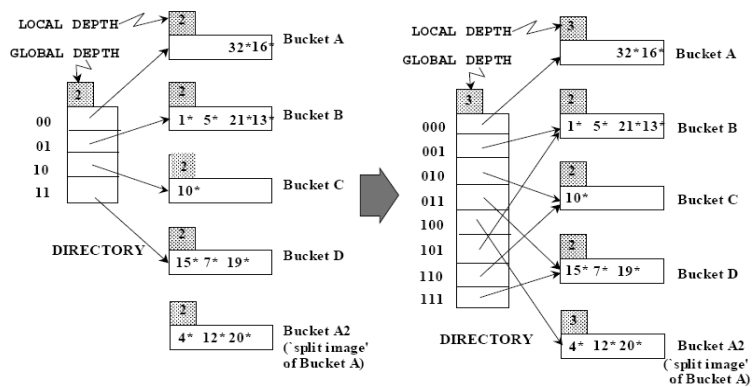 LOCAL DEPTH
GLOBAL DEPTH
2
2
00
01
10
11
DIRECTORY
32*16*
Bucket A
2
1* 5* 21*13*
Bucket B
2
10*
Bucket C
2
15* 7* 19*
Bucket D
2
4* 12*20*
Bucket A2
(`split image'
of Bucket A)
LOCAL DEPTH
GLOBAL DEPTH
3
3
000
001
010
011
100
101
110
111
DIRECTORY
32*16*
Bucket A
2
1* 5* 21*13*
Bucket B
2
10*
Bucket C
2
15* 7* 19*
Bucket D
3
4* 12*20*
Bucket A2
(`split image'
of Bucket A)